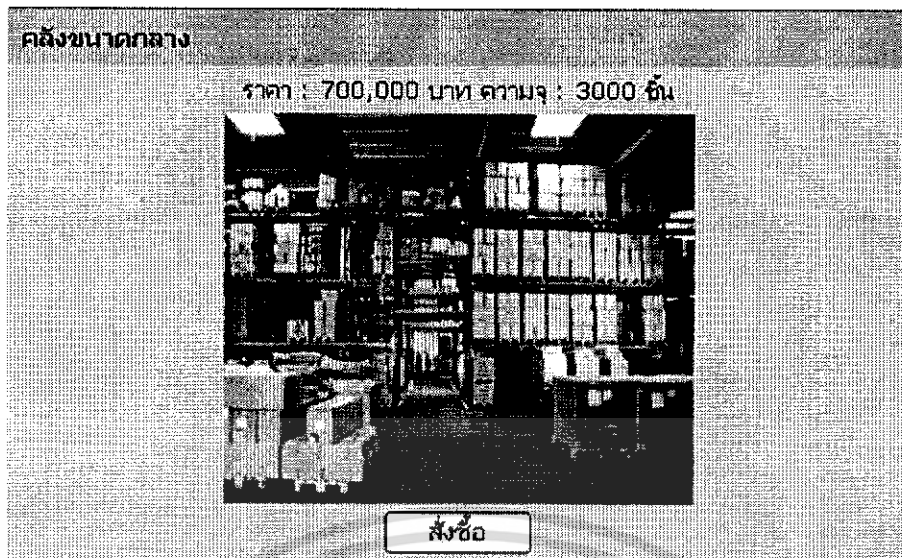 คลังขนาดกลาง
ราคา : 700,000 บาท ความจุ : 3000 ชิ้น
สั่งซื้อ